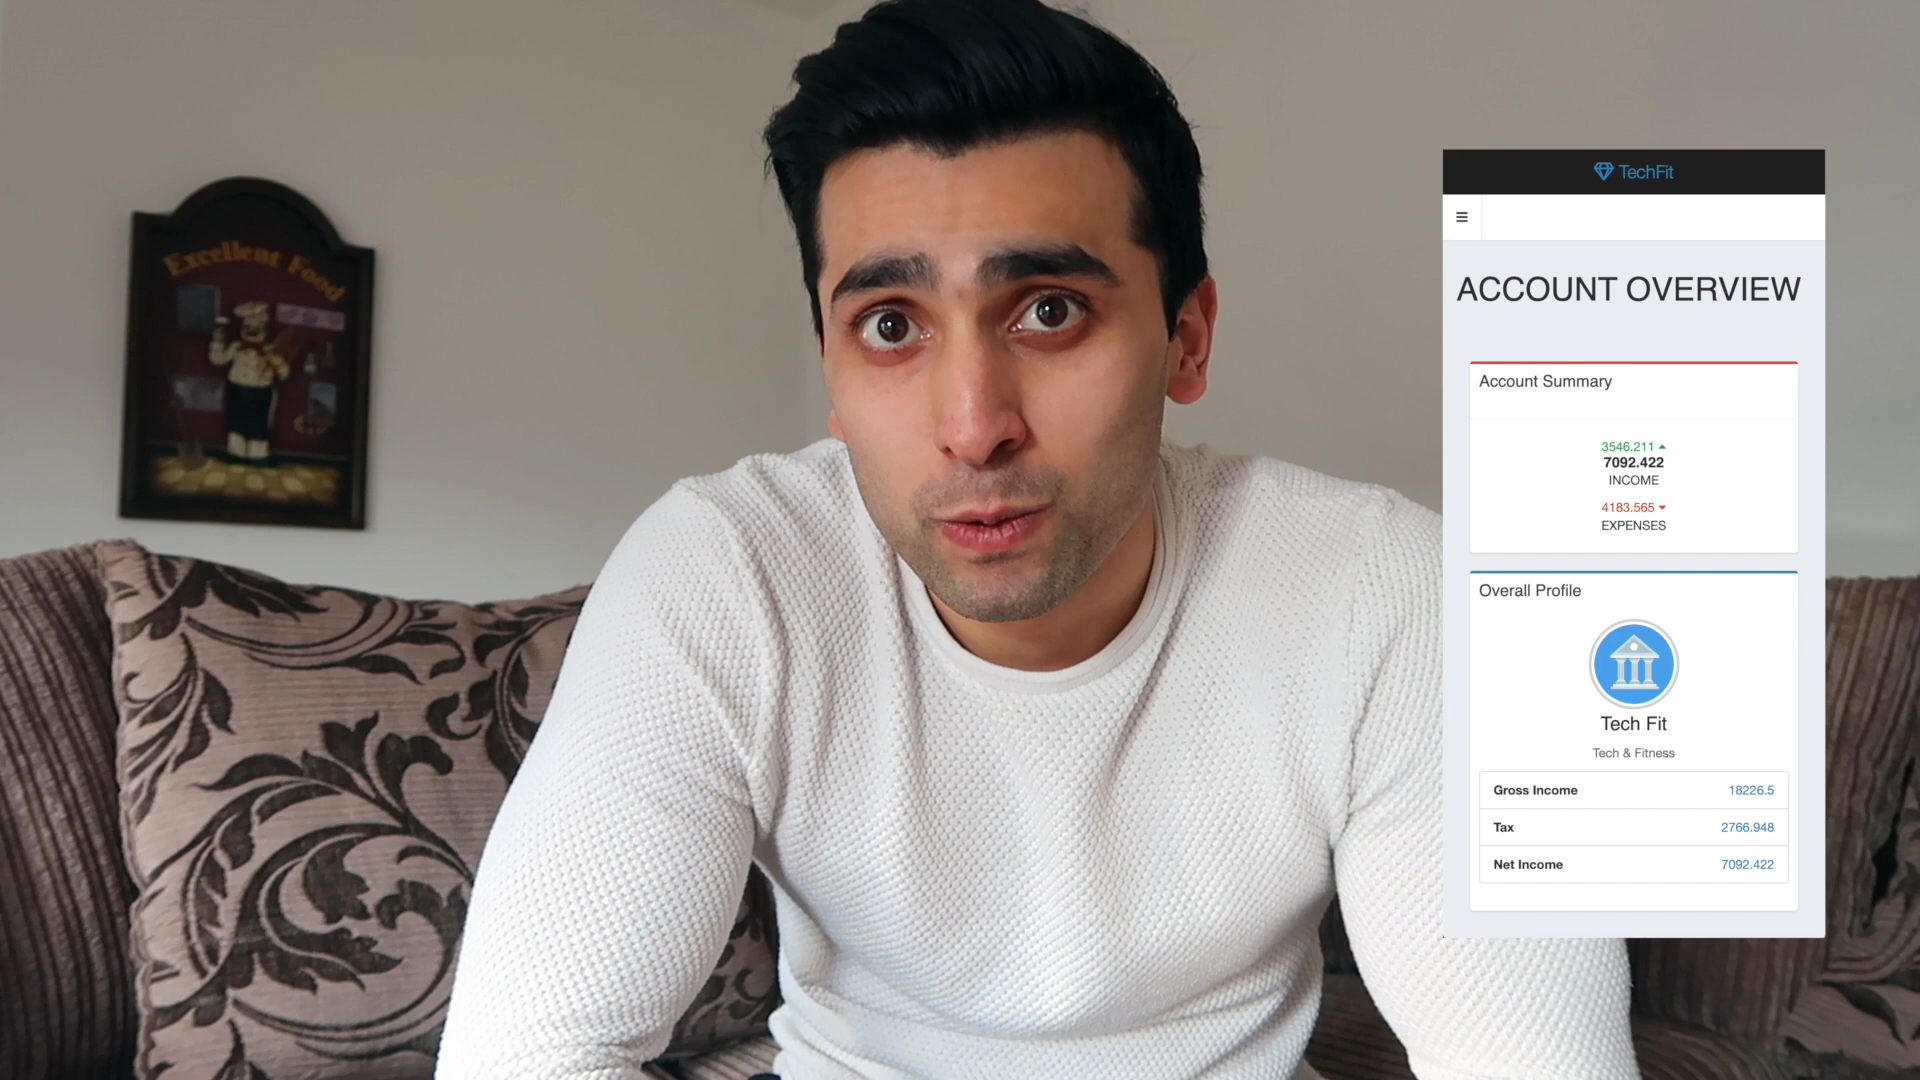 Excellent Food
TechFit
ACCOUNT OVERVIEW
Account Summary
3546.211
7092.422
INCOME
4183.565
EXPENSES
Overall Profile
Tech Fit
Tech & Fitness
Gross Income 18226.5
Tax 2766.948
Net Income 7092.422